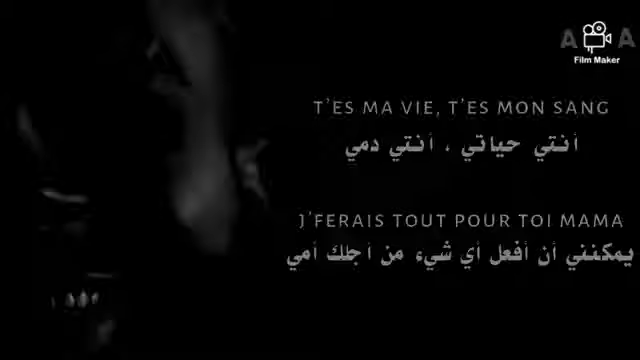 A A
Film Maker
T'ES MA VIE, T'ES MON SANG
أنتي حياتي ، أنتي دمي
J'FERAIS TOUT POUR TOI MAMA
يمكنني أن أفعل أي شيء من أجلك أمي